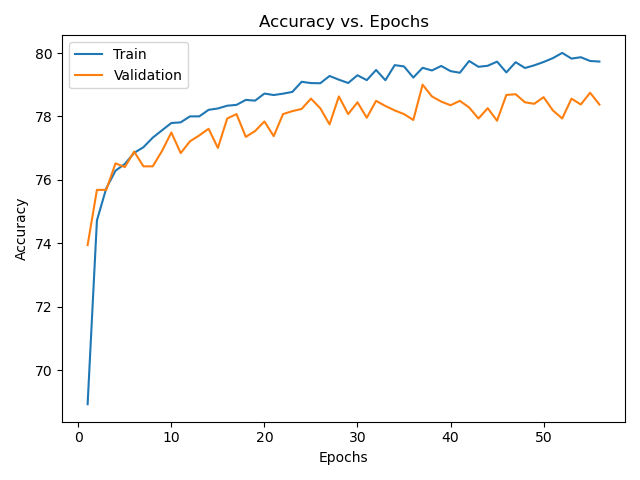 Accuracy vs. Epochs
Train
Validation
80
78
76
74
72
70
Accuracy
0 10 20 30 40 50
Epochs